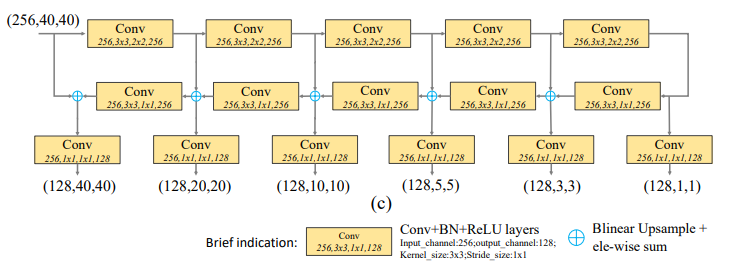 (256,40,40)
Conv
256,3x3,2x2,256
Conv
256,3x3,2x2,256
Conv
256,3x3,2x2,256
Conv
256,3x3,2x2,256
Conv
256,3x3,2x2,256
Conv
256,3x3,1x1,256
Conv
256,3x3,1x1,256
Conv
256,3x3,1x1,256
Conv
256,3x3,1x1,256
Conv
256,3x3,1x1,256
Conv
256,1x1,1x1,128
Conv
256,1x1,1x1,128
Conv
256,1x1,1x1,128
Conv
256,1x1,1x1,128
Conv
256,1x1,1x1,128
Conv
256,1x1,1x1,128
(128,40,40)
(128,20,20)
(128,10,10)
(128,5,5)
(128,3,3)
(128,1,1)
(c)
Brief indication:
Conv
256,3x3,1x1,128
Conv+BN+ReLU layers
Input_channel:256;output_channel:128;
Kernel_size:3x3;Stride_size:1x1
Blinear Upsample +
ele-wise sum